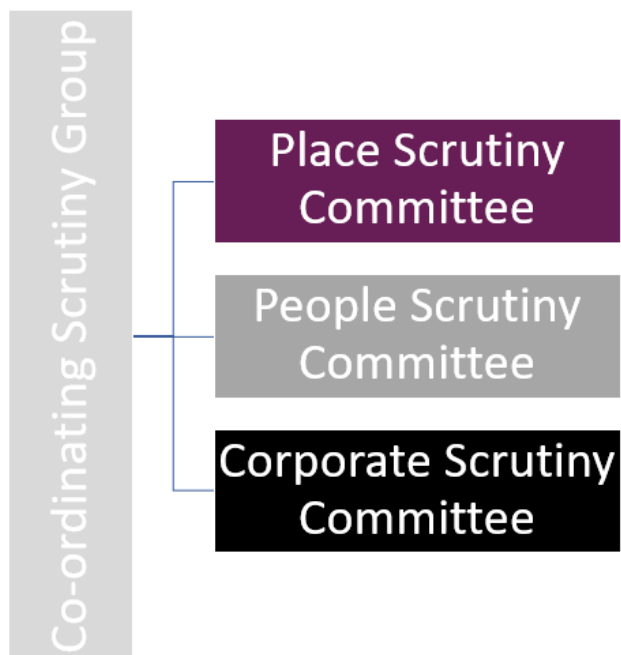 Co-ordinating Scrutiny Group
Place Scrutiny
Committee
People Scrutiny
Committee
Corporate Scrutiny
Committee